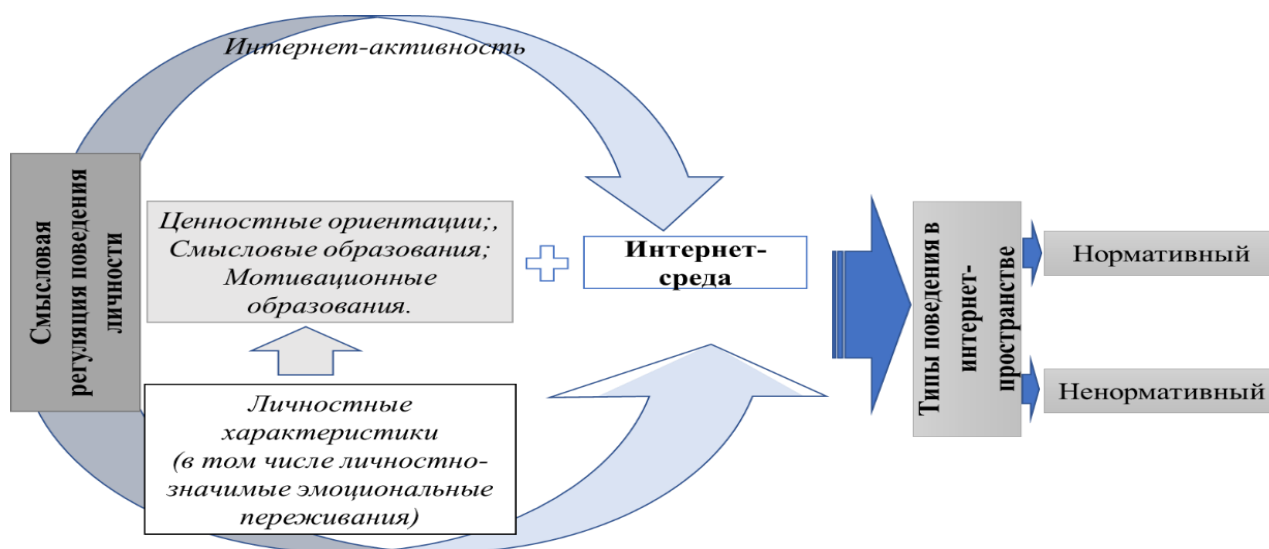 Интернет-активность
Смысловая
регуляция поведения
личности
Ценностные ориентации;,
Смысловые образования;
Мотивационные
образования.
Интернет-
среда
Личностные
характеристики
(в том числе личностно-
значимые эмоциональные
переживания)
Типы поведения в
интернет-
пространстве
Нормативный
Ненормативный